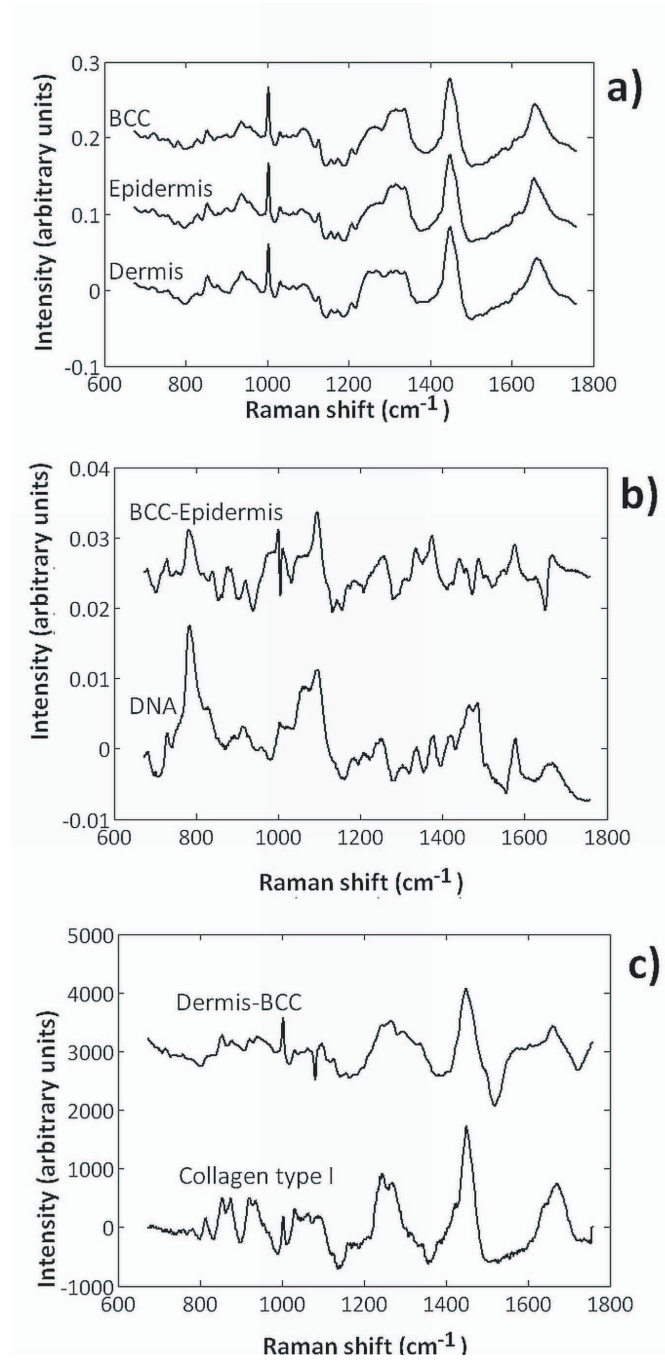 a)
Intensity (arbitrary units)
0.3
0.2
0.1
0
-0.1
BCC
Epidermis
Dermis
600 800 1000 1200 1400 1600 1800
Raman shift (cm-1)
b)
Intensity (arbitrary units)
0.04
0.03
0.02
0.01
0
-0.01
BCC-Epidermis
DNA
600 800 1000 1200 1400 1600 1800
Raman shift (cm-1)
c)
Intensity (arbitrary units)
5000
4000
3000
2000
1000
0
-1000
Dermis-BCC
Collagen type I
600 800 1000 1200 1400 1600 1800
Raman shift (cm-1)